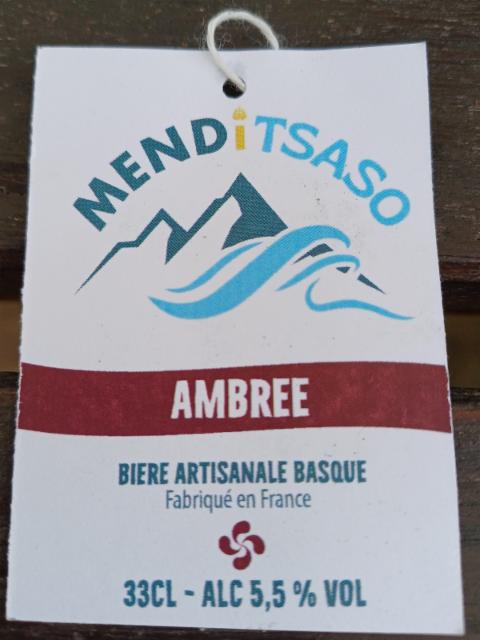 MENDiTSASO
AMBREE
BIERE ARTISANALE BASQUE
Fabriqué en France
33CL - ALC 5,5 % VOL